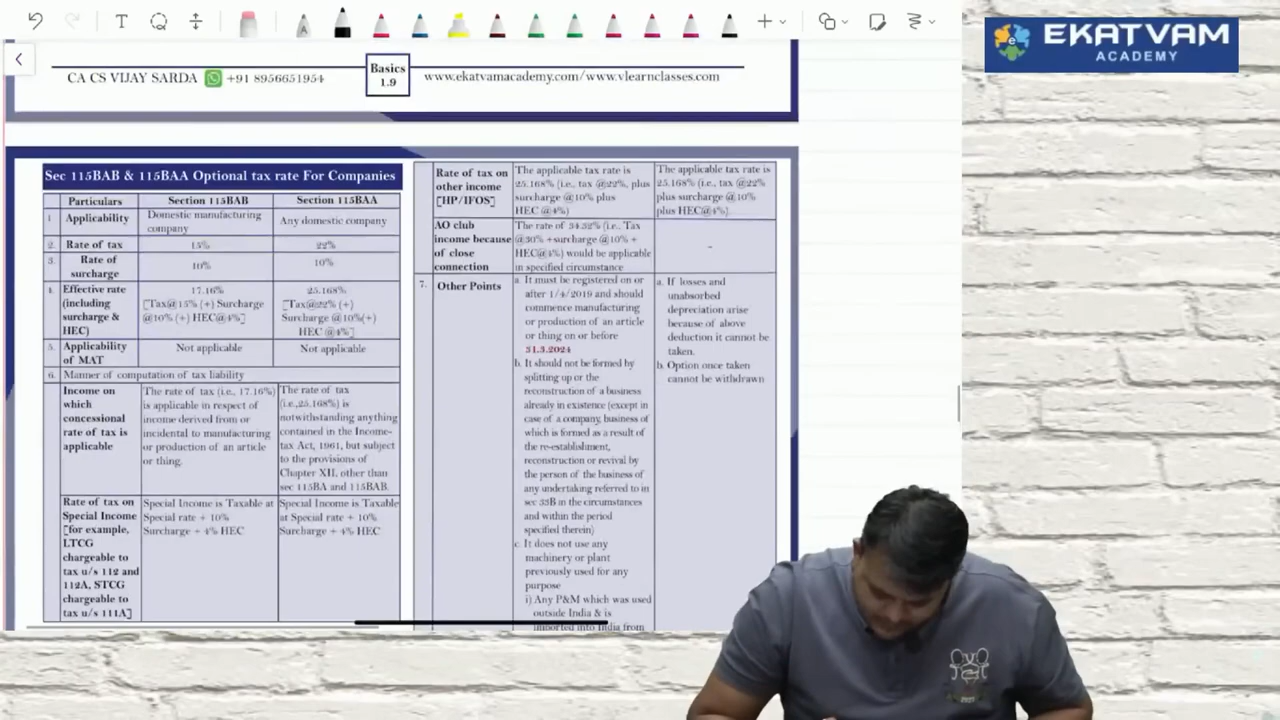 EKATVAM
ACADEMY
CA CS VIJAY SARDA +91 8956651954
Basics
1.9
www.ekatvamacademy.com/www.vlearnclasses.com
Sec 115BAB & 115BAA Optional tax rate For Companies
Particulars Section 115BAB Section 115BAA
1 Applicability Domestic manufacturing company Any domestic company
2. Rate of tax 15% 22%
3. Rate of surcharge 10% 10%
4. Effective rate (including surcharge & HEC)
17.16%
[Tax@15% (+) Surcharge
@10% (+) HEC@4%]
25.168%
[Tax@22% (+)
Surcharge @10%(+)
HEC @4%]
5. Applicability of MAT Not applicable Not applicable
6. Manner of computation of tax liability
Income on
which
concessional
rate of tax is
applicable
The rate of tax (i.e., 17.16%)
is applicable in respect of
income derived from or
incidental to manufacturing
or production of an article
or thing.
The rate of tax
(i.e.,25.168%) is
notwithstanding anything
contained in the Income-
tax Act, 1961, but subject
to the provisions of
Chapter XII, other than
sec 115BA and 115BAB.
Rate of tax on
Special Income
[for example,
LTCG
chargeable to
tax u/s 112 and
112A, STCG
chargeable to
tax u/s 111A]
Special Income is Taxable at
Special rate + 10%
Surcharge + 4% HEC
Special Income is Taxable
at Special rate + 10%
Surcharge + 4% HEC
Rate of tax on
other income
[HP/IFOS]
The applicable tax rate is
25.168% (i.e., tax @22%, plus
surcharge @10% plus
HEC @4%)
The applicable tax rate is
25.168% (i.e., tax @22%
plus surcharge @10%
plus HEC@4%).
AO club
income because
of close
connection
The rate of 34.32% (i.e., Tax
@30% +surcharge @10% +
HEC@4%) would be applicable
in specified circumstance
-
7. Other Points
a. It must be registered on or
after 1/4/2019 and should
commence manufacturing
or production of an article
or thing on or before
31.3.2024
b. It should not be formed by
splitting up or the
reconstruction of a business
already in existence (except in
case of a company, business of
which is formed as a result of
the re-establishment,
reconstruction or revival by
the person of the business of
any undertaking referred to in
sec 33B in the circumstances
and within the period
specified therein)
c. It does not use any
machinery or plant
previously used for any
purpose
i) Any P&M which was used
outside India & is
imported into India from
a. If losses and
unabsorbed
depreciation arise
because of above
deduction it cannot be
taken.
b. Option once taken
cannot be withdrawn